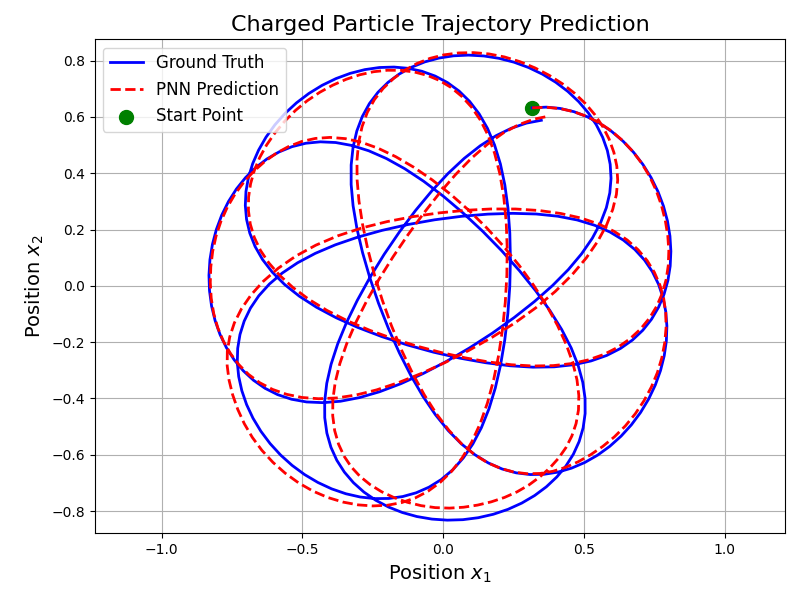 Charged Particle Trajectory Prediction
Ground Truth
PNN Prediction
Start Point
Position x₂
0.8
0.6
0.4
0.2
0.0
−0.2
−0.4
−0.6
−0.8
−1.0
−0.5
0.0
0.5
1.0
Position x₁